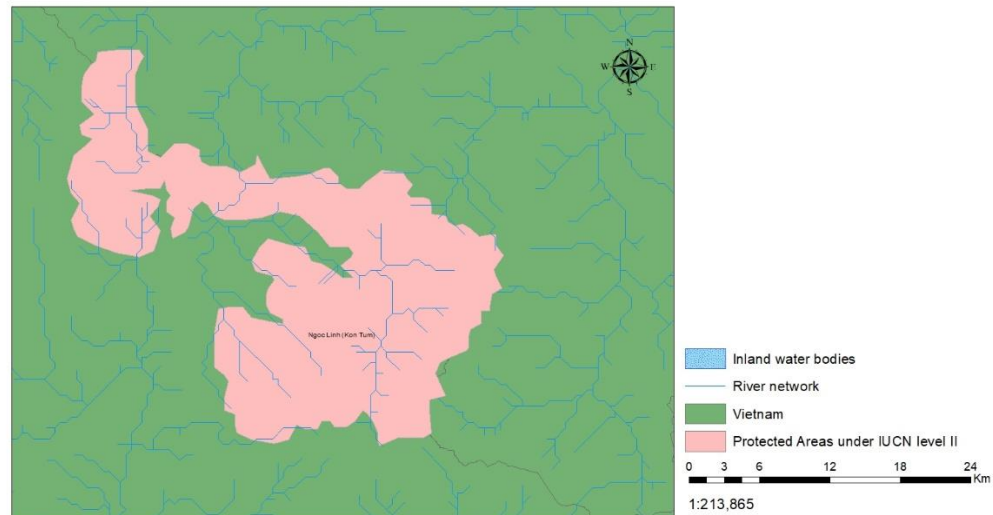 N
W E
S
Ngoc Linh (Kon Tum)
Inland water bodies
River network
Vietnam
Protected Areas under IUCN level II
0 3 6 12 18 24
Km
1:213,865